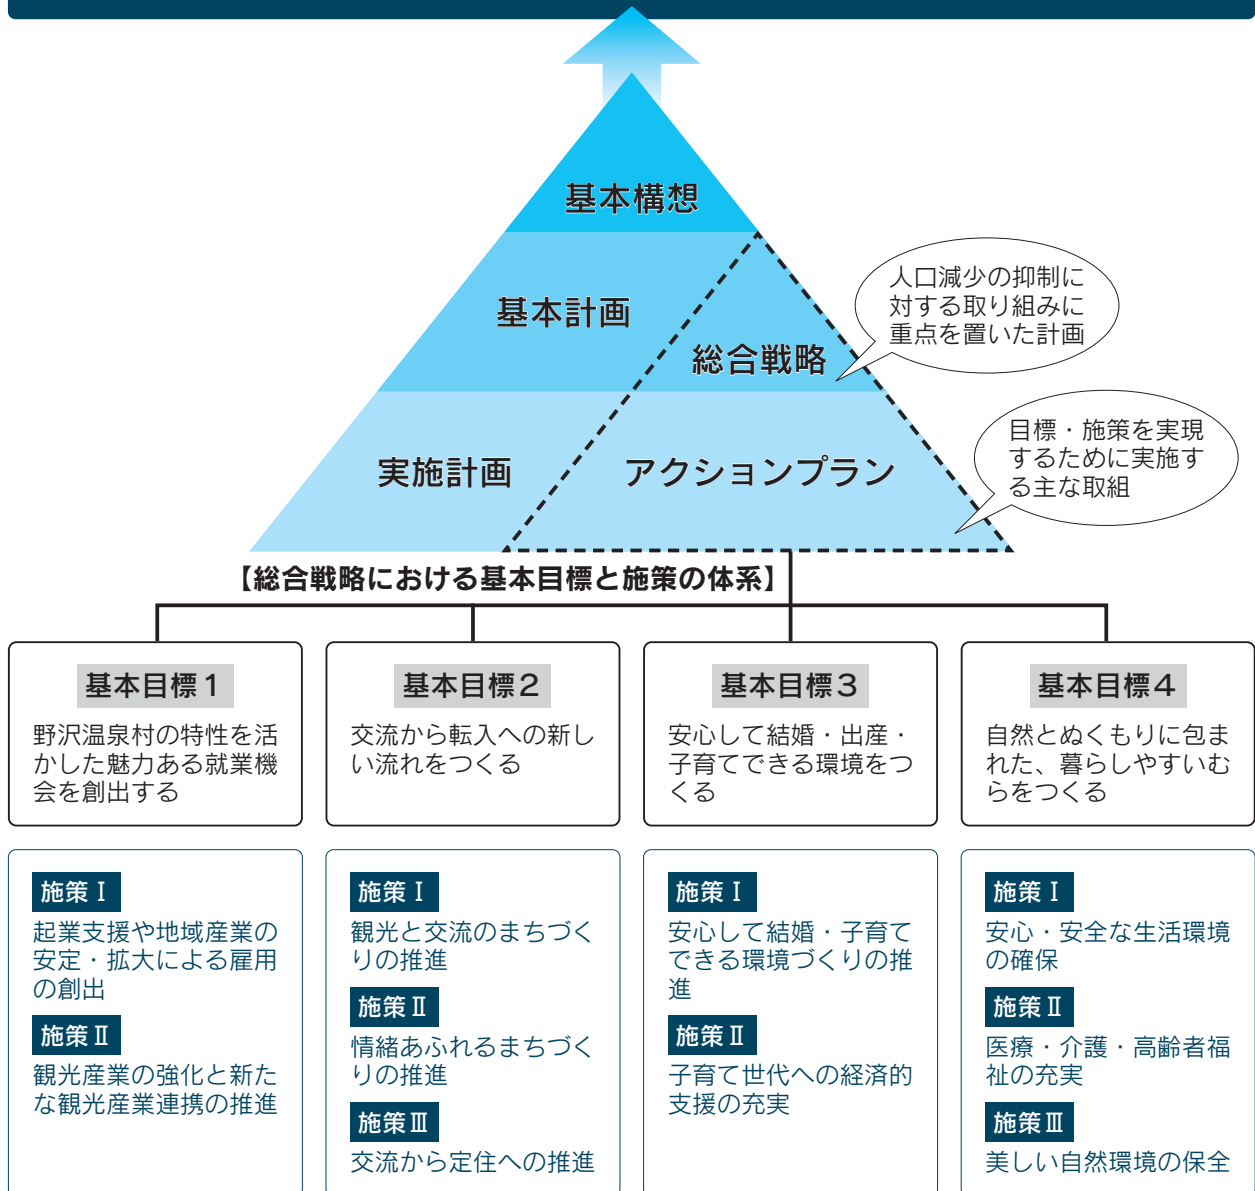 基本構想
基本計画
総合戦略
人口減少の抑制に
対する取り組みに
重点を置いた計画
実施計画
アクションプラン
目標・施策を実現
するために実施す
る主な取組
【総合戦略における基本目標と施策の体系】
基本目標1
野沢温泉村の特性を活
かした魅力ある就業機
会を創出する
基本目標2
交流から転入への新し
い流れをつくる
基本目標3
安心して結婚・出産・
子育てできる環境をつ
くる
基本目標4
自然とぬくもりに包ま
れた、暮らしやすいむ
らをつくる
施策Ⅰ
起業支援や地域産業の
安定・拡大による雇用
の創出
施策Ⅱ
観光産業の強化と新た
な観光産業連携の推進
施策Ⅰ
観光と交流のまちづく
りの推進
施策Ⅱ
情緒あふれるまちづく
りの推進
施策Ⅲ
交流から定住への推進
施策Ⅰ
安心して結婚・子育て
できる環境づくりの推
進
施策Ⅱ
子育て世代への経済的
支援の充実
施策Ⅰ
安心・安全な生活環境
の確保
施策Ⅱ
医療・介護・高齢者福
祉の充実
施策Ⅲ
美しい自然環境の保全